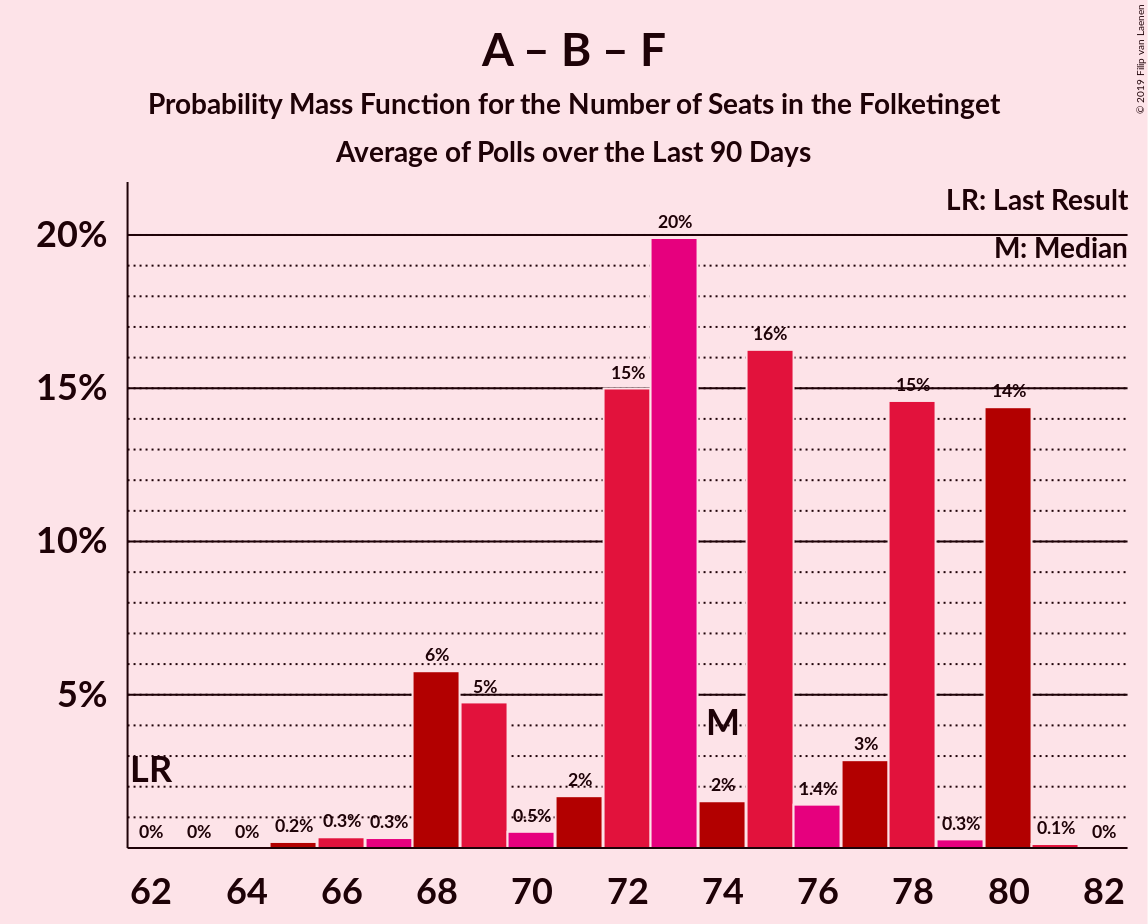 A – B – F
Probability Mass Function for the Number of Seats in the Folketinget
Average of Polls over the Last 90 Days
© 2019 Filip van Laenen
LR: Last Result
M: Median
20%
15%
10%
5%
LR
M
0%
0%
0%
0.2%
0.3%
0.3%
6%
5%
0.5%
2%
15%
20%
2%
16%
1.4%
3%
15%
0.3%
14%
0.1%
0%
62 64 66 68 70 72 74 76 78 80 82